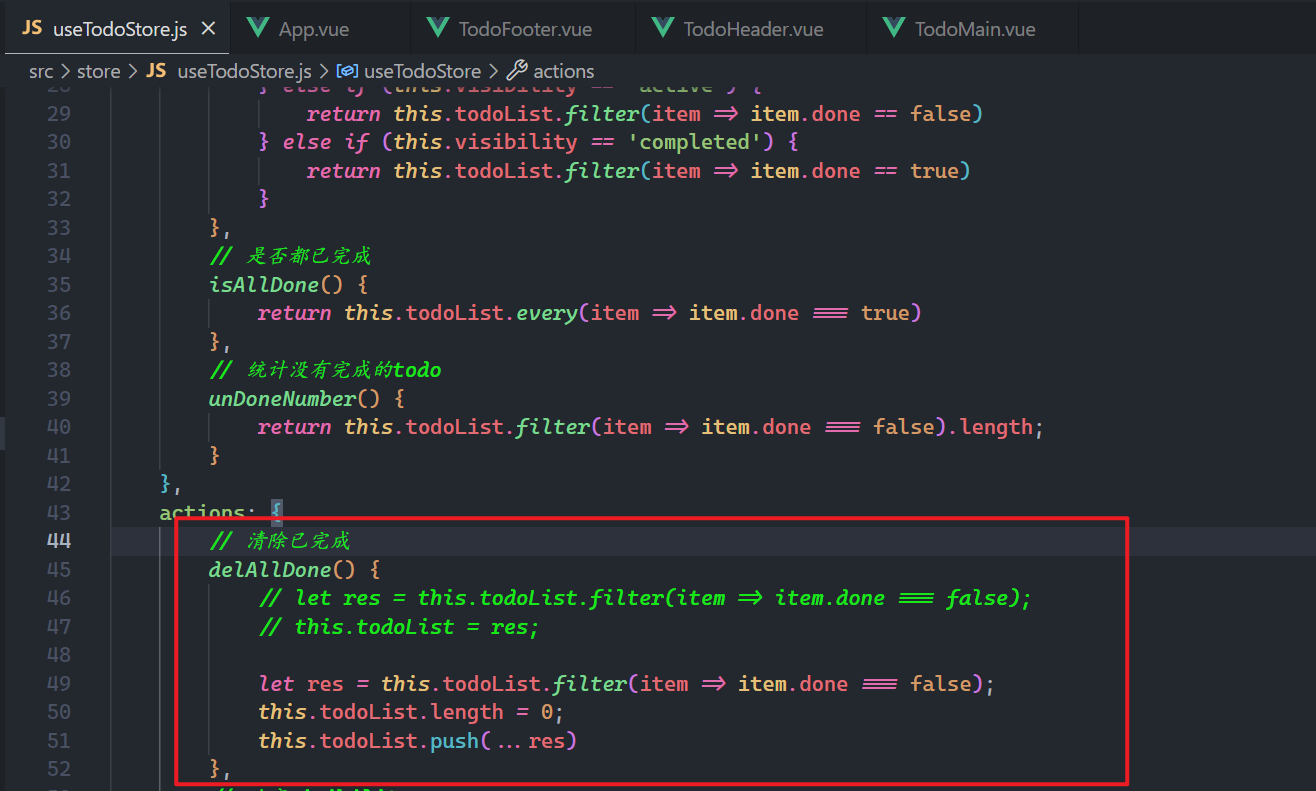 JS useTodoStore.js × App.vue TodoFooter.vue TodoHeader.vue TodoMain.vue
src > store > JS useTodoStore.js > useTodoStore > actions
28 } else if (this.visibility == 'active') {
29 return this.todoList.filter(item => item.done == false)
30 } else if (this.visibility == 'completed') {
31 return this.todoList.filter(item => item.done == true)
32 }
33 },
34 // 是否都已完成
35 isAllDone() {
36 return this.todoList.every(item => item.done === true)
37 },
38 // 统计没有完成的todo
39 unDoneNumber() {
40 return this.todoList.filter(item => item.done === false).length;
41 }
42 },
43 actions: {
44 // 清除已完成
45 delAllDone() {
46 // let res = this.todoList.filter(item => item.done === false);
47 // this.todoList = res;
48
49 let res = this.todoList.filter(item => item.done === false);
50 this.todoList.length = 0;
51 this.todoList.push(...res)
52 },